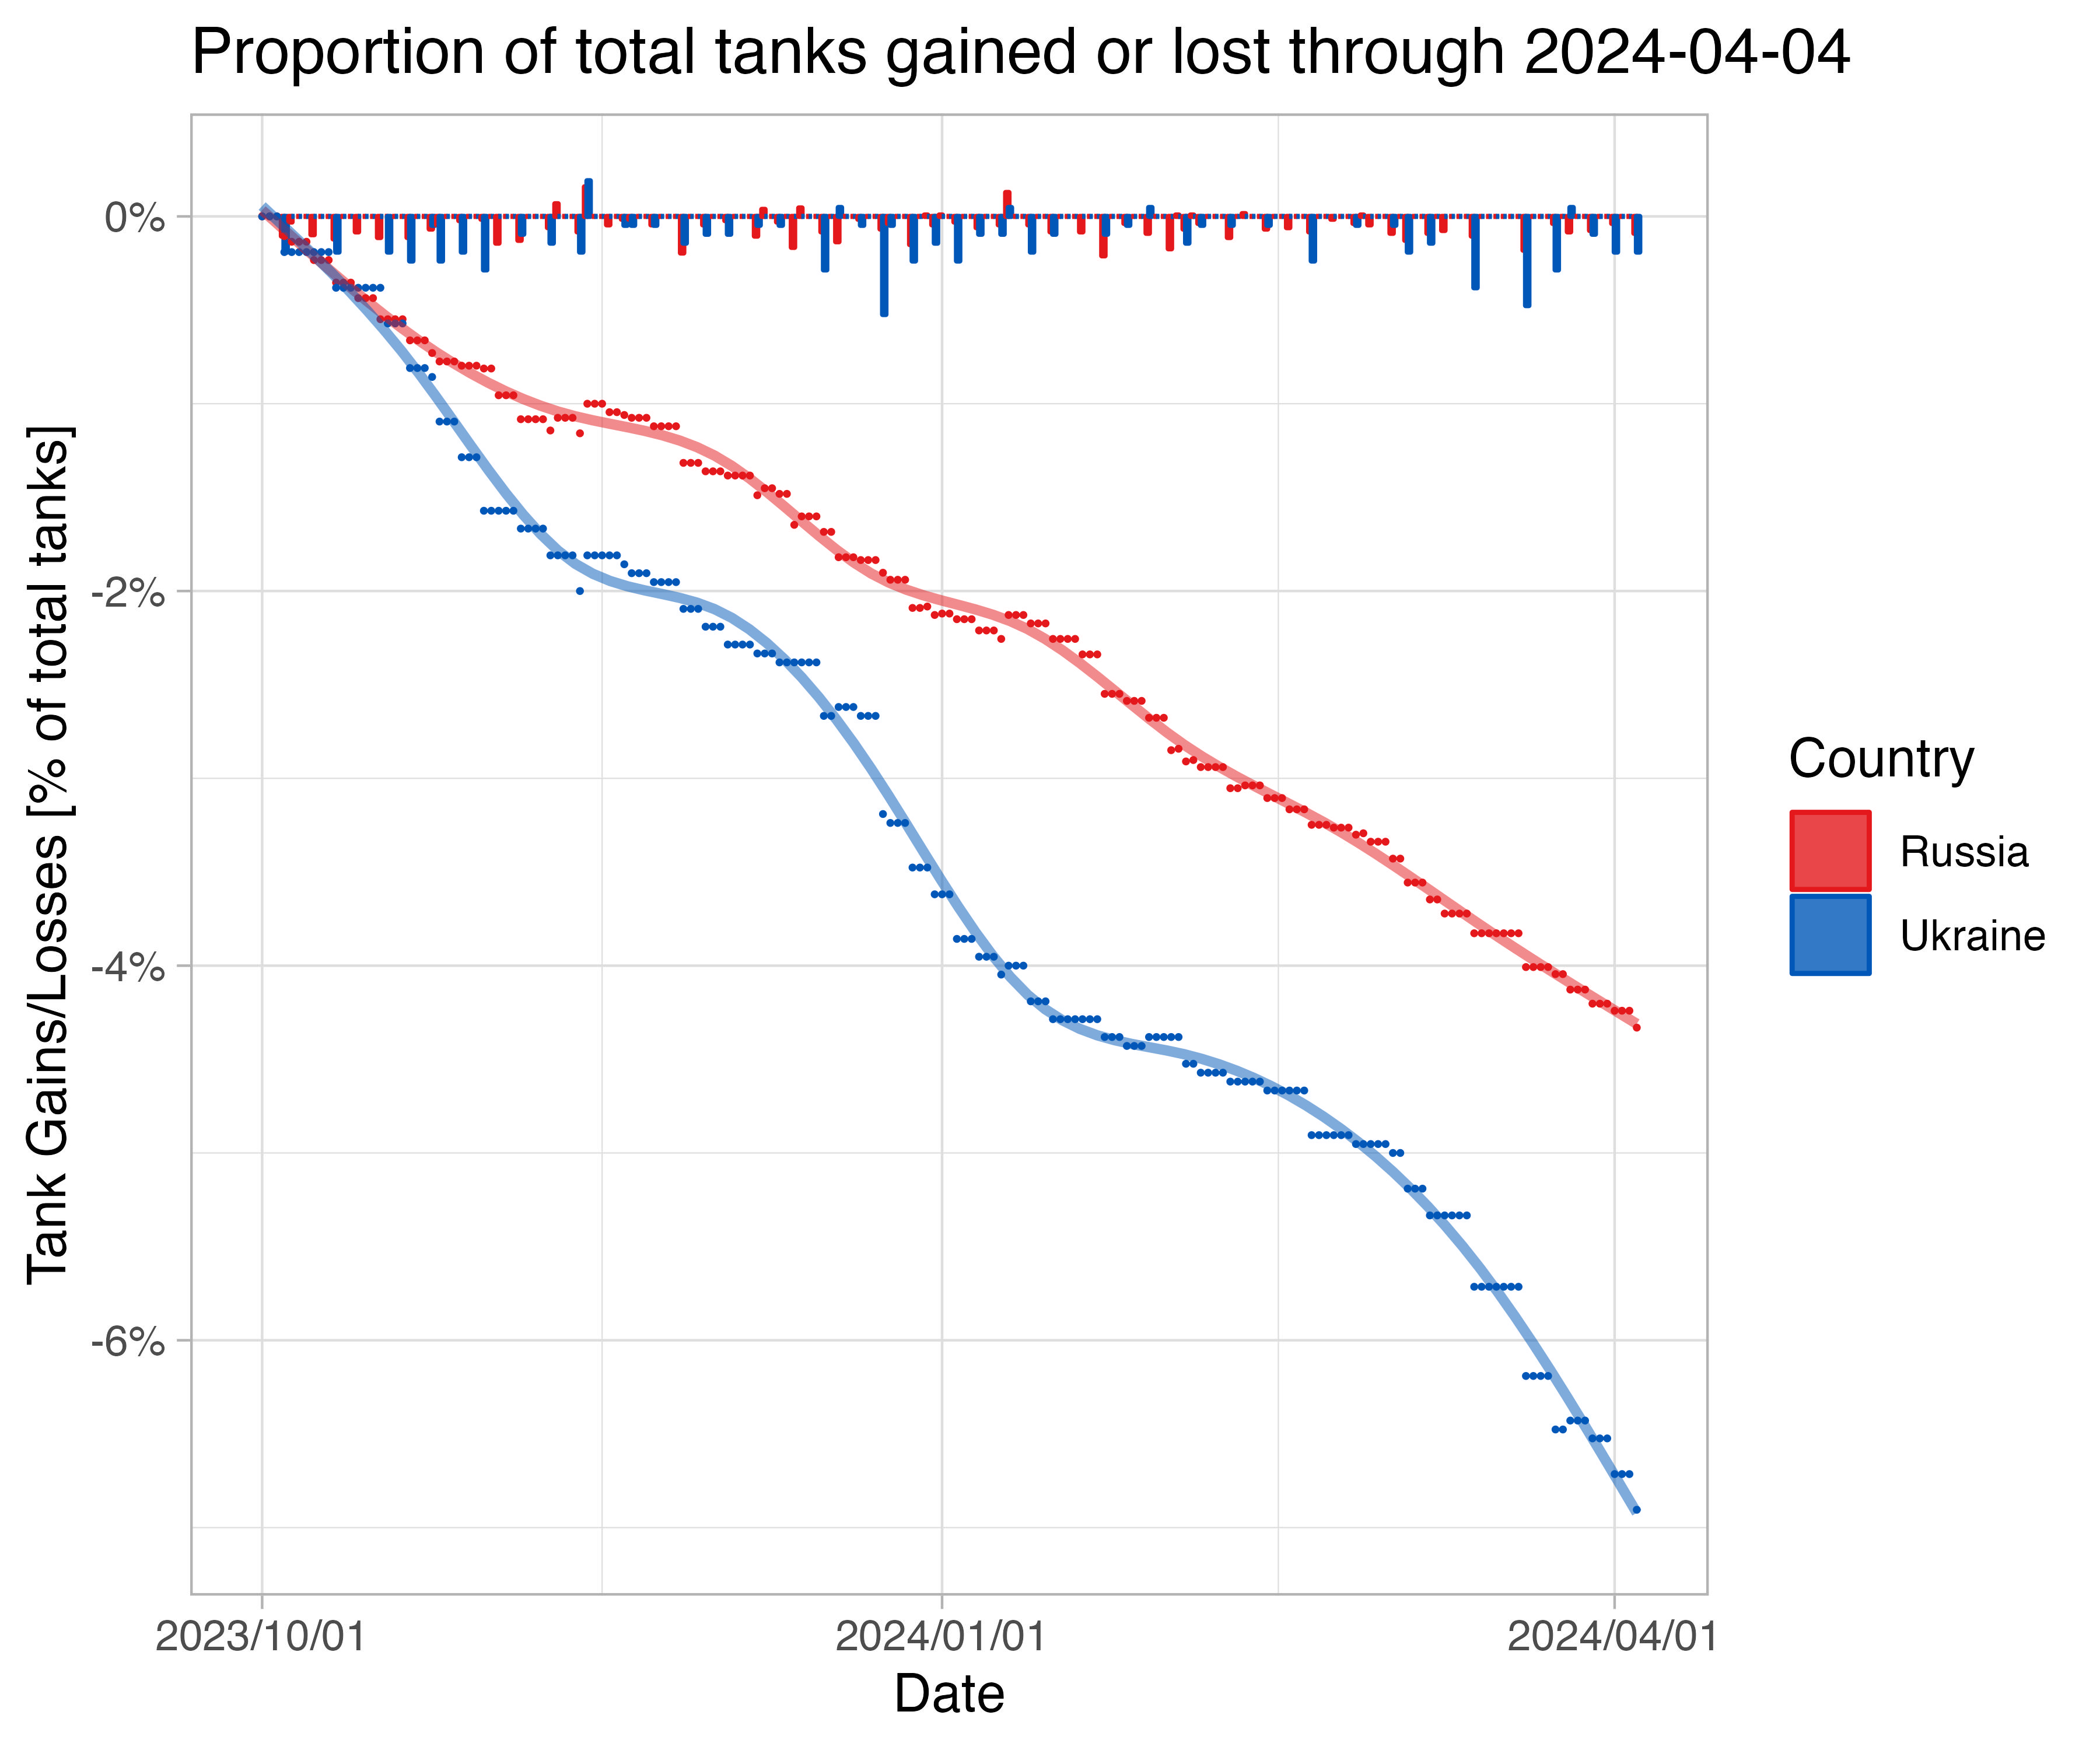 Proportion of total tanks gained or lost through 2024-04-04
Tank Gains/Losses [% of total tanks]
0%
-2%
-4%
-6%
2023/10/01
2024/01/01
2024/04/01
Date
Country
Russia
Ukraine